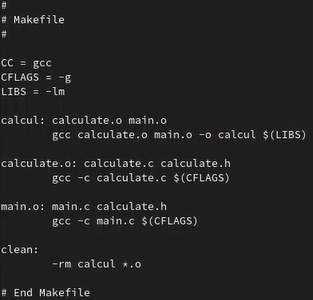 #
# Makefile
#
CC = gcc
CFLAGS = -g
LIBS = -lm
calcul: calculate.o main.o
gcc calculate.o main.o -o calcul $(LIBS)
calculate.o: calculate.c calculate.h
gcc -c calculate.c $(CFLAGS)
main.o: main.c calculate.h
gcc -c main.c $(CFLAGS)
clean:
-rm calcul *.o
# End Makefile